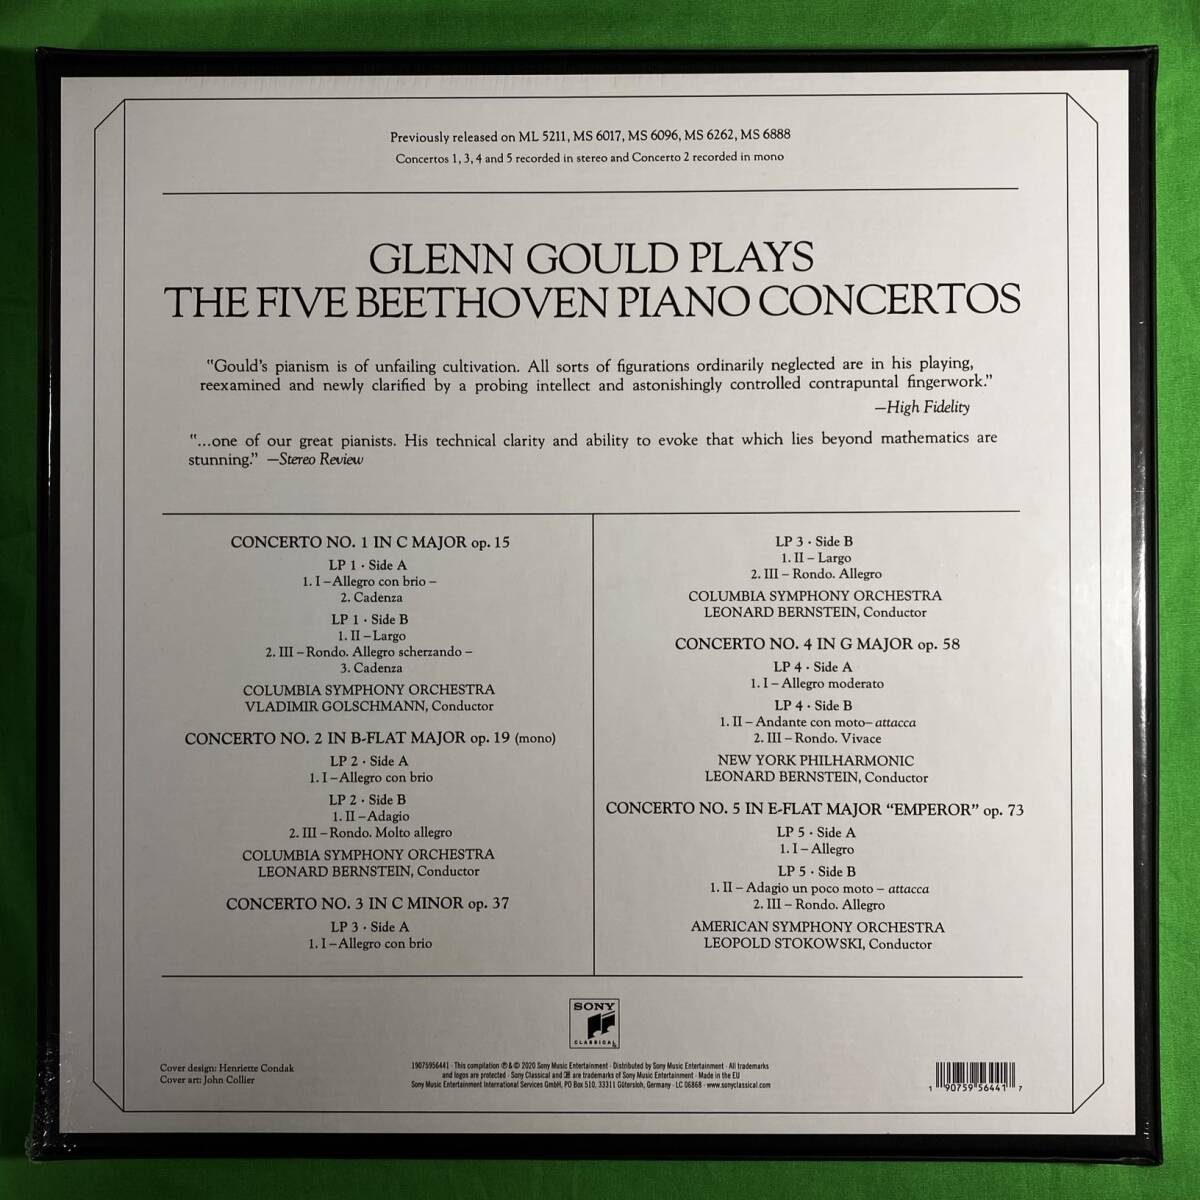 Previously released on ML 5211, MS 6017, MS 6096, MS 6262, MS 6888
Concertos 1, 3, 4 and 5 recorded in stereo and Concerto 2 recorded in mono
GLENN GOULD PLAYS
THE FIVE BEETHOVEN PIANO CONCERTOS
"Gould's pianism is of unfailing cultivation. All sorts of figurations ordinarily neglected are in his playing,
reexamined and newly clarified by a probing intellect and astonishingly controlled contrapuntal fingerwork."
—High Fidelity
"...one of our great pianists. His technical clarity and ability to evoke that which lies beyond mathematics are
stunning." —Stereo Review
CONCERTO NO. 1 IN C MAJOR op. 15
LP 1 · Side A
1. I – Allegro con brio –
2. Cadenza
LP 1 · Side B
1. II – Largo
2. III – Rondo. Allegro scherzando –
3. Cadenza
COLUMBIA SYMPHONY ORCHESTRA
VLADIMIR GOLSCHMANN, Conductor
CONCERTO NO. 2 IN B-FLAT MAJOR op. 19 (mono)
LP 2 · Side A
1. I – Allegro con brio
LP 2 · Side B
1. II – Adagio
2. III – Rondo. Molto allegro
COLUMBIA SYMPHONY ORCHESTRA
LEONARD BERNSTEIN, Conductor
CONCERTO NO. 3 IN C MINOR op. 37
LP 3 · Side A
1. I – Allegro con brio
LP 3 · Side B
1. II – Largo
2. III – Rondo. Allegro
COLUMBIA SYMPHONY ORCHESTRA
LEONARD BERNSTEIN, Conductor
CONCERTO NO. 4 IN G MAJOR op. 58
LP 4 · Side A
1. I – Allegro moderato
LP 4 · Side B
1. II – Andante con moto– attacca
2. III – Rondo. Vivace
NEW YORK PHILHARMONIC
LEONARD BERNSTEIN, Conductor
CONCERTO NO. 5 IN E-FLAT MAJOR “EMPEROR” op. 73
LP 5 · Side A
1. I – Allegro
LP 5 · Side B
1. II – Adagio un poco moto – attacca
2. III – Rondo. Allegro
AMERICAN SYMPHONY ORCHESTRA
LEOPOLD STOKOWSKI, Conductor
SONY
CLASSICAL
Cover design: Henriette Condak
Cover art: John Collier
19075956441 · This compilation ℗ & © 2020 Sony Music Entertainment · Distributed by Sony Music Entertainment · All trademarks
and logos are protected · Sony Classical and are trademarks of Sony Music Entertainment · Made in the EU
Sony Music Entertainment International Services GmbH, PO Box 510, 33311 Gütersloh, Germany · LC 06868 · www.sonyclassical.com
1 90759 56441 7